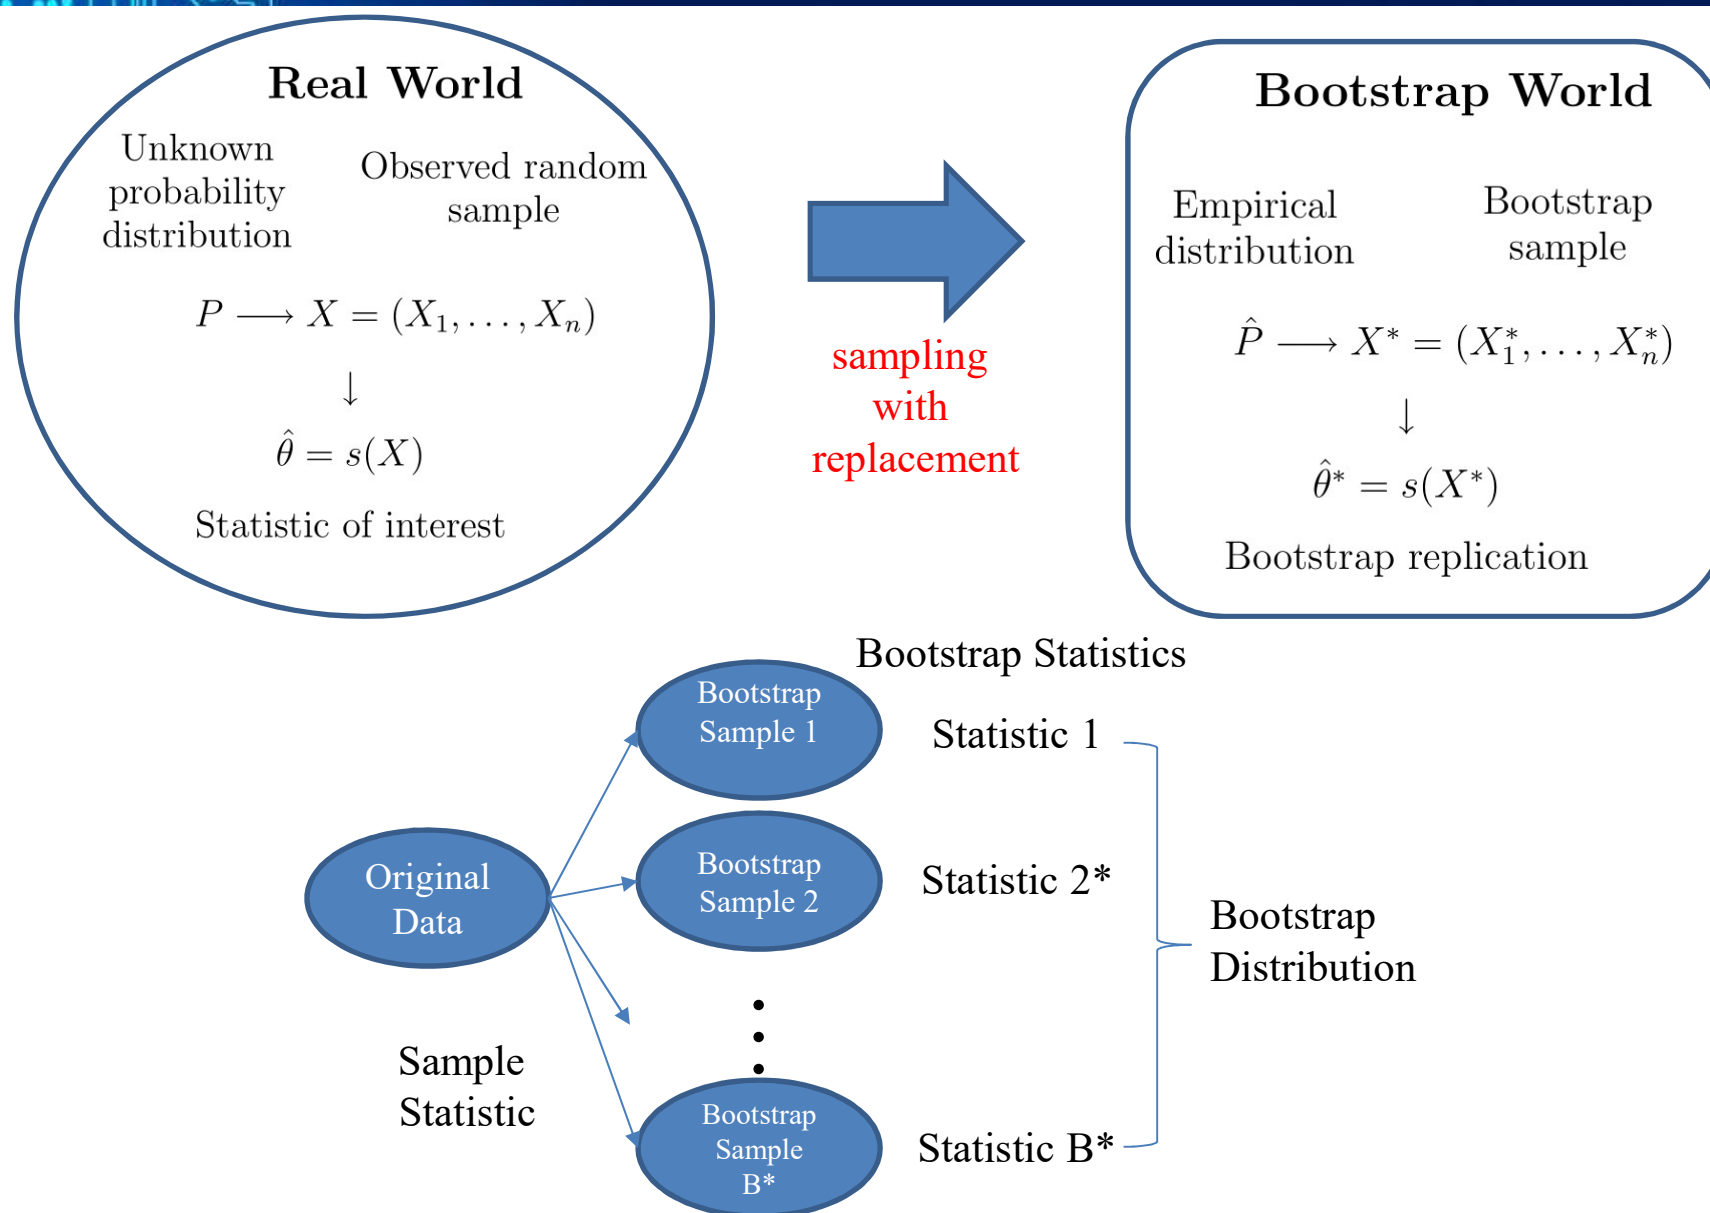 Real World
Unknown
probability
distribution
Observed random
sample
P ⟶ X = (X₁, . . . , Xₙ)
↓
θ̂ = s(X)
Statistic of interest
sampling
with
replacement
Bootstrap World
Empirical
distribution
Bootstrap
sample
P̂ ⟶ X* = (X₁*, . . . , Xₙ*)
↓
θ̂* = s(X*)
Bootstrap replication
Bootstrap Statistics
Bootstrap
Sample 1
Statistic 1
Original
Data
Bootstrap
Sample 2
Statistic 2*
Bootstrap
Distribution
Sample
Statistic
Bootstrap
Sample
B*
Statistic B*